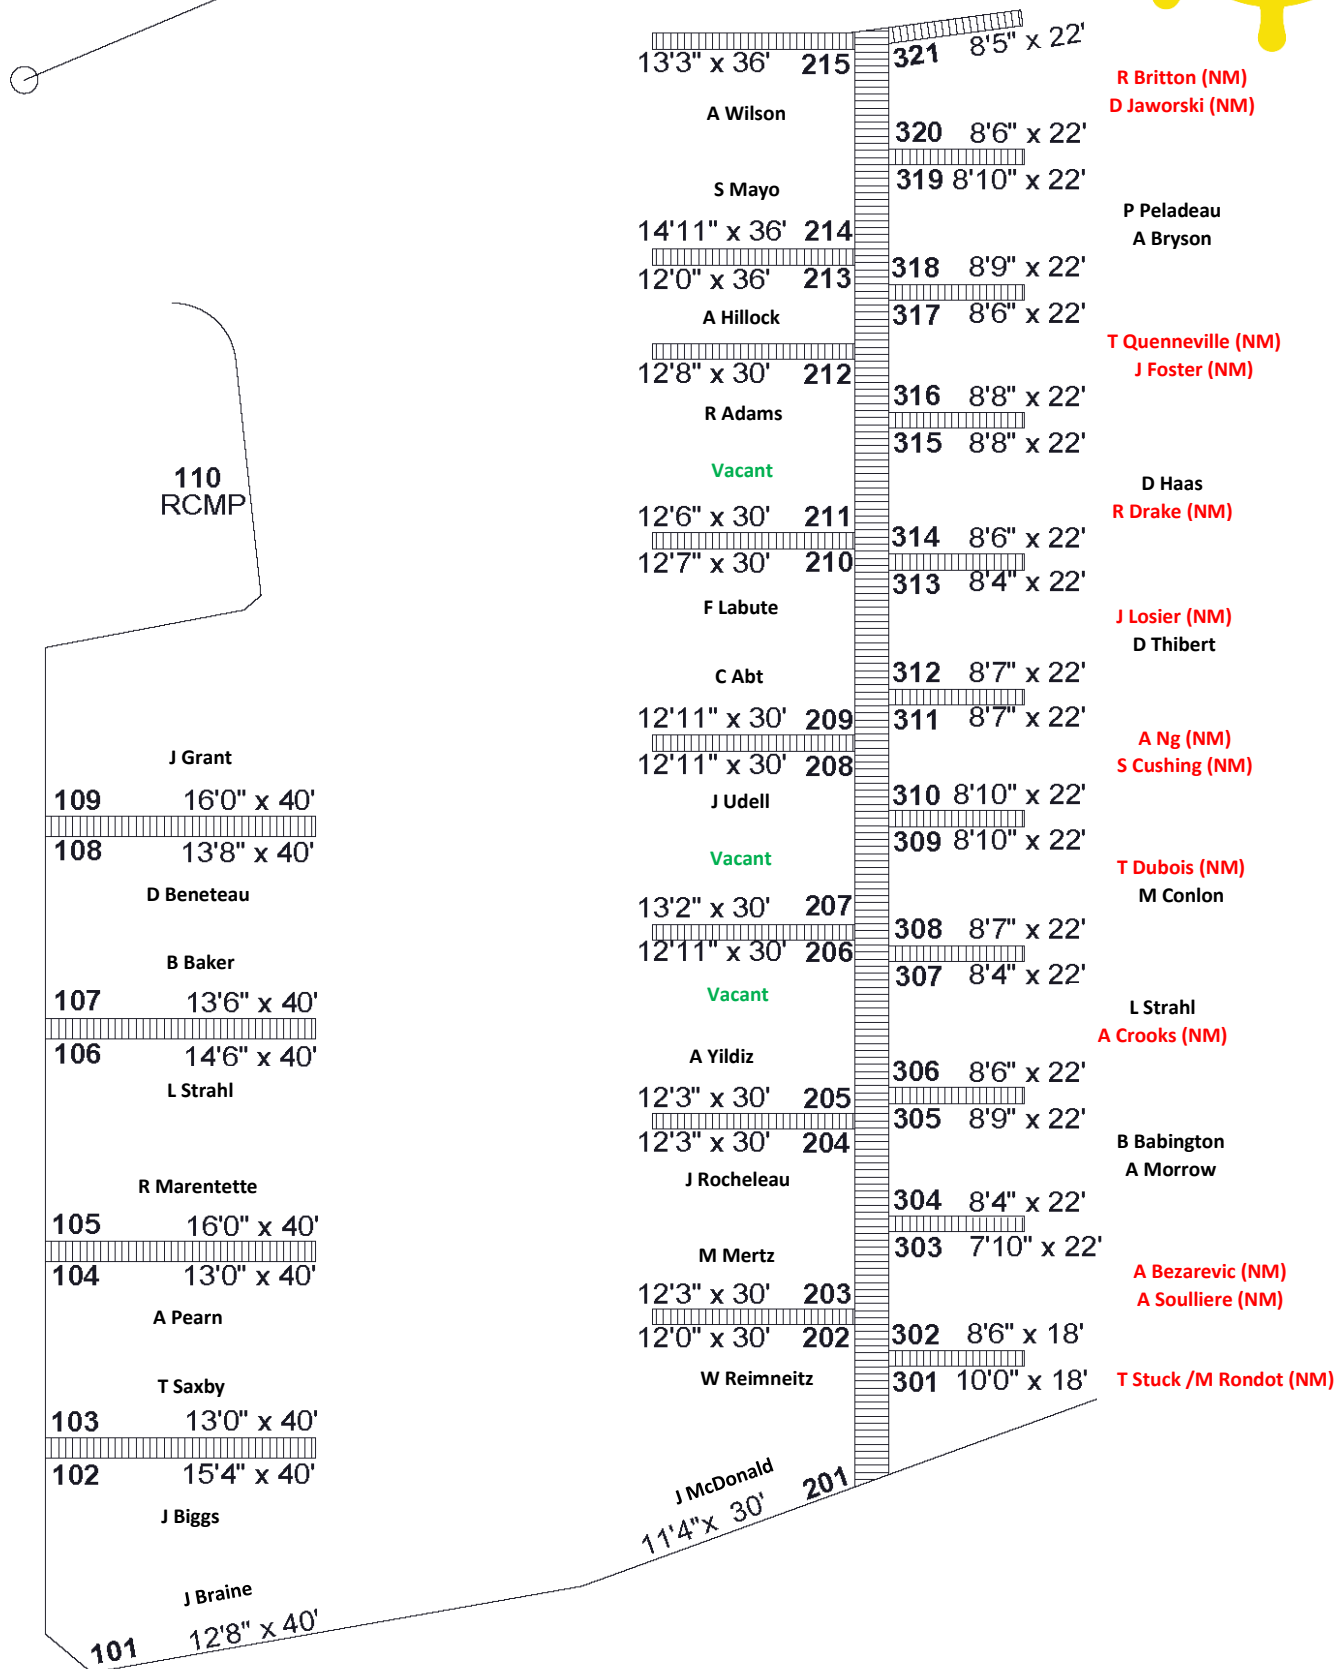 13'3" x 36' 215
A Wilson
S Mayo
14'11" x 36' 214
12'0" x 36' 213
A Hillock
12'8" x 30' 212
R Adams
Vacant
12'6" x 30' 211
12'7" x 30' 210
F Labute
C Abt
12'11" x 30' 209
12'11" x 30' 208
J Udell
Vacant
13'2" x 30' 207
12'11" x 30' 206
Vacant
A Yildiz
12'3" x 30' 205
12'3" x 30' 204
J Rocheleau
M Mertz
12'3" x 30' 203
12'0" x 30' 202
W Reimneitz
J McDonald
11'4"x 30' 201
321 8'5" x 22'
R Britton (NM)
D Jaworski (NM)
320 8'6" x 22'
319 8'10" x 22'
P Peladeau
A Bryson
318 8'9" x 22'
317 8'6" x 22'
T Quenneville (NM)
J Foster (NM)
316 8'8" x 22'
315 8'8" x 22'
D Haas
R Drake (NM)
314 8'6" x 22'
313 8'4" x 22'
J Losier (NM)
D Thibert
312 8'7" x 22'
311 8'7" x 22'
A Ng (NM)
S Cushing (NM)
310 8'10" x 22'
309 8'10" x 22'
T Dubois (NM)
M Conlon
308 8'7" x 22'
307 8'4" x 22'
L Strahl
A Crooks (NM)
306 8'6" x 22'
305 8'9" x 22'
B Babington
A Morrow
304 8'4" x 22'
303 7'10" x 22'
A Bezarevic (NM)
A Soulliere (NM)
302 8'6" x 18'
301 10'0" x 18'
T Stuck /M Rondot (NM)
110
RCMP
J Grant
109 16'0" x 40'
108 13'8" x 40'
D Beneteau
B Baker
107 13'6" x 40'
106 14'6" x 40'
L Strahl
R Marentette
105 16'0" x 40'
104 13'0" x 40'
A Pearn
T Saxby
103 13'0" x 40'
102 15'4" x 40'
J Biggs
J Braine
101 12'8" x 40'